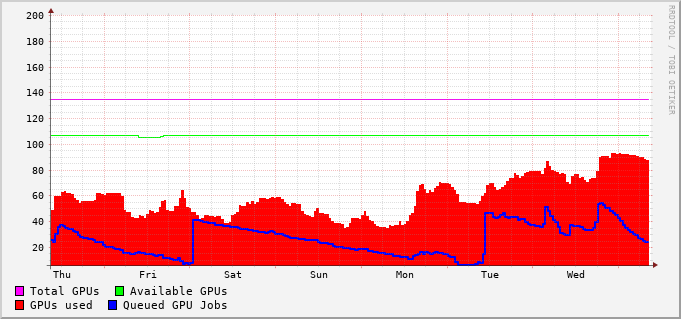 200
180
160
140
120
100
80
60
40
20
Thu Fri Sat Sun Mon Tue Wed
Total GPUs Available GPUs
GPUs used Queued GPU Jobs
RRDTOOL / TOBI OETIKER